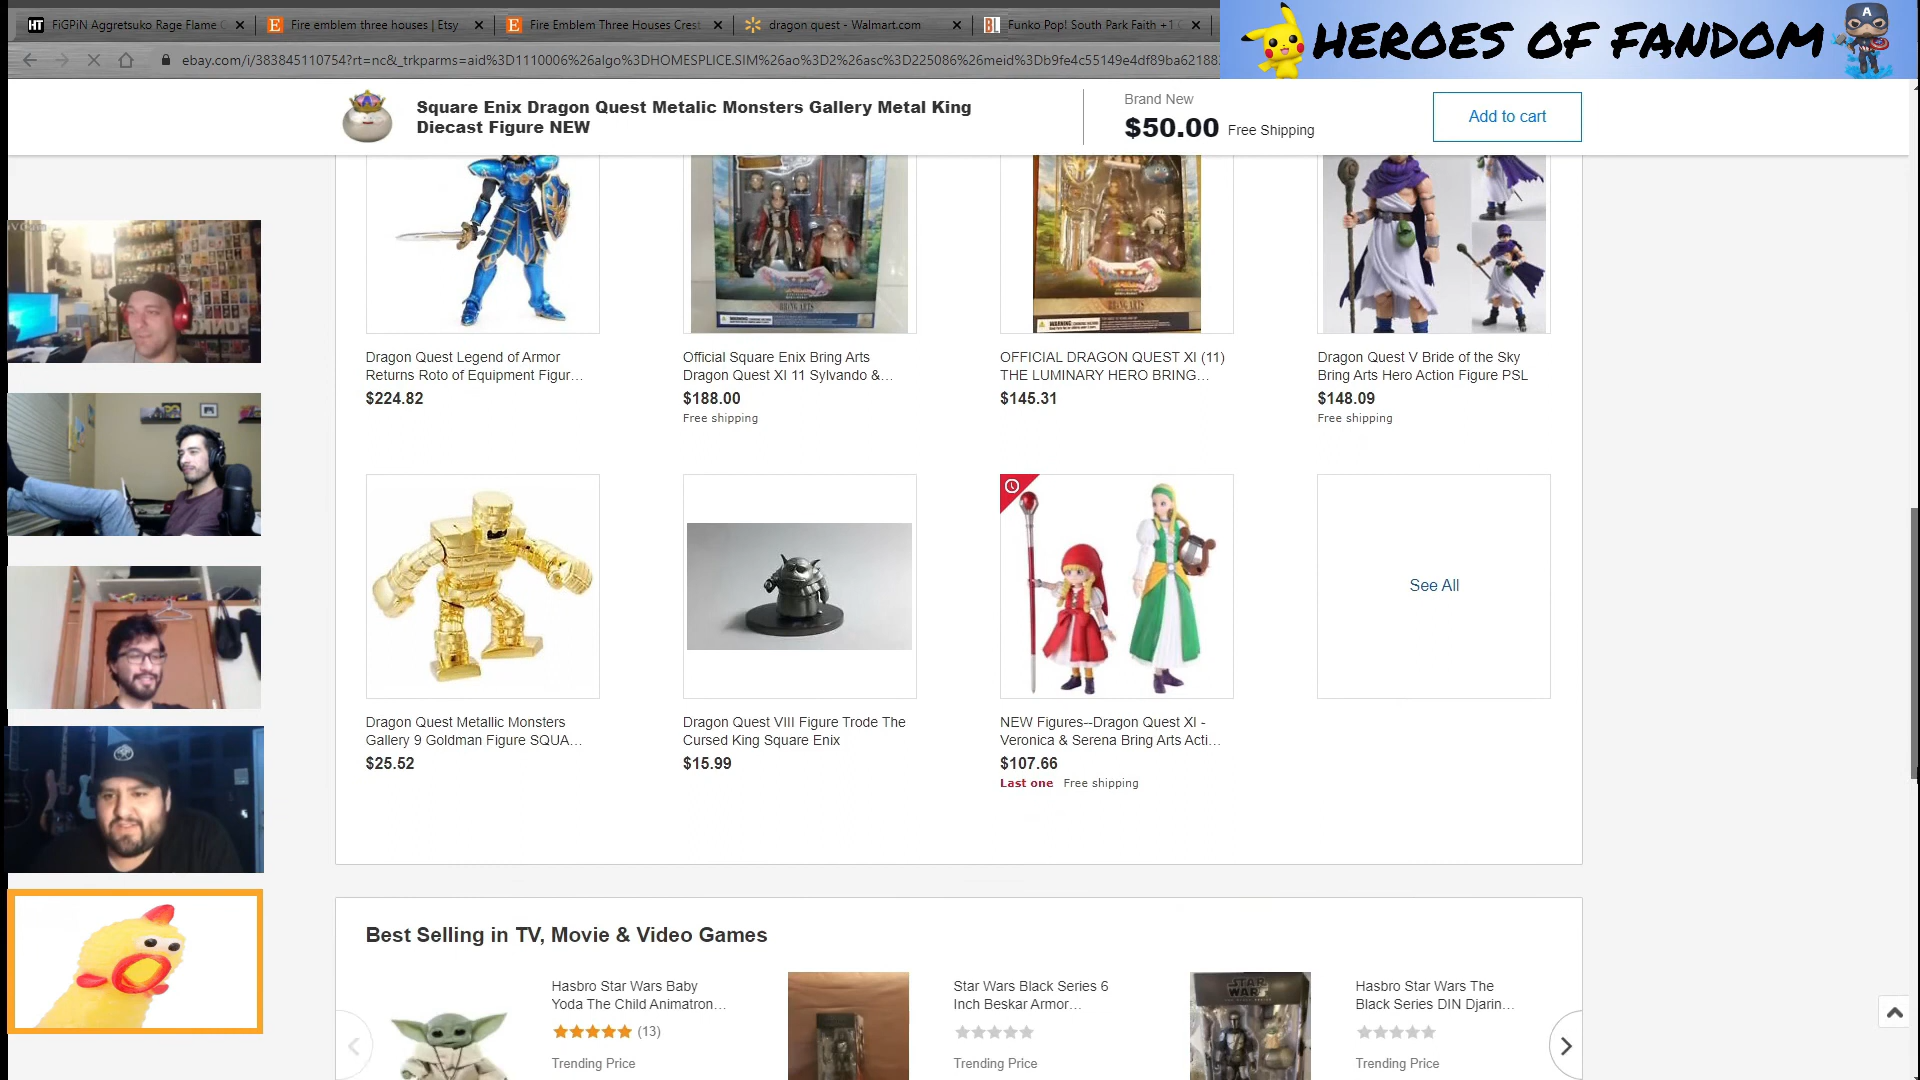 FiGPiN Aggretsuko Rage Flame
Fire emblem three houses | Etsy
Fire Emblem Three Houses Crest
dragon quest - Walmart.com
Funko Pop! South Park Faith +1
HEROES OF FANDOM
ebay.com/i/383845110754?rt=nc&_trkparms=aid%3D1110006%26algo%3DHOMESPLICE.SIM%26ao%3D2%26asc%3D225086%26meid%3Db9fe4c55149e4df89ba62188
Square Enix Dragon Quest Metalic Monsters Gallery Metal King
Diecast Figure NEW
Brand New
$50.00 Free Shipping
Add to cart
Dragon Quest Legend of Armor
Returns Roto of Equipment Figur...
$224.82
Official Square Enix Bring Arts
Dragon Quest XI 11 Sylvando &...
$188.00
Free shipping
OFFICIAL DRAGON QUEST XI (11)
THE LUMINARY HERO BRING...
$145.31
Dragon Quest V Bride of the Sky
Bring Arts Hero Action Figure PSL
$148.09
Free shipping
See All
Dragon Quest Metallic Monsters
Gallery 9 Goldman Figure SQUA...
$25.52
Dragon Quest VIII Figure Trode The
Cursed King Square Enix
$15.99
NEW Figures--Dragon Quest XI -
Veronica & Serena Bring Arts Acti...
$107.66
Last one Free shipping
Best Selling in TV, Movie & Video Games
Hasbro Star Wars Baby
Yoda The Child Animatron...
(13)
Trending Price
Star Wars Black Series 6
Inch Beskar Armor...
Trending Price
STAR
WARS
Hasbro Star Wars The
Black Series DIN Djarin...
Trending Price